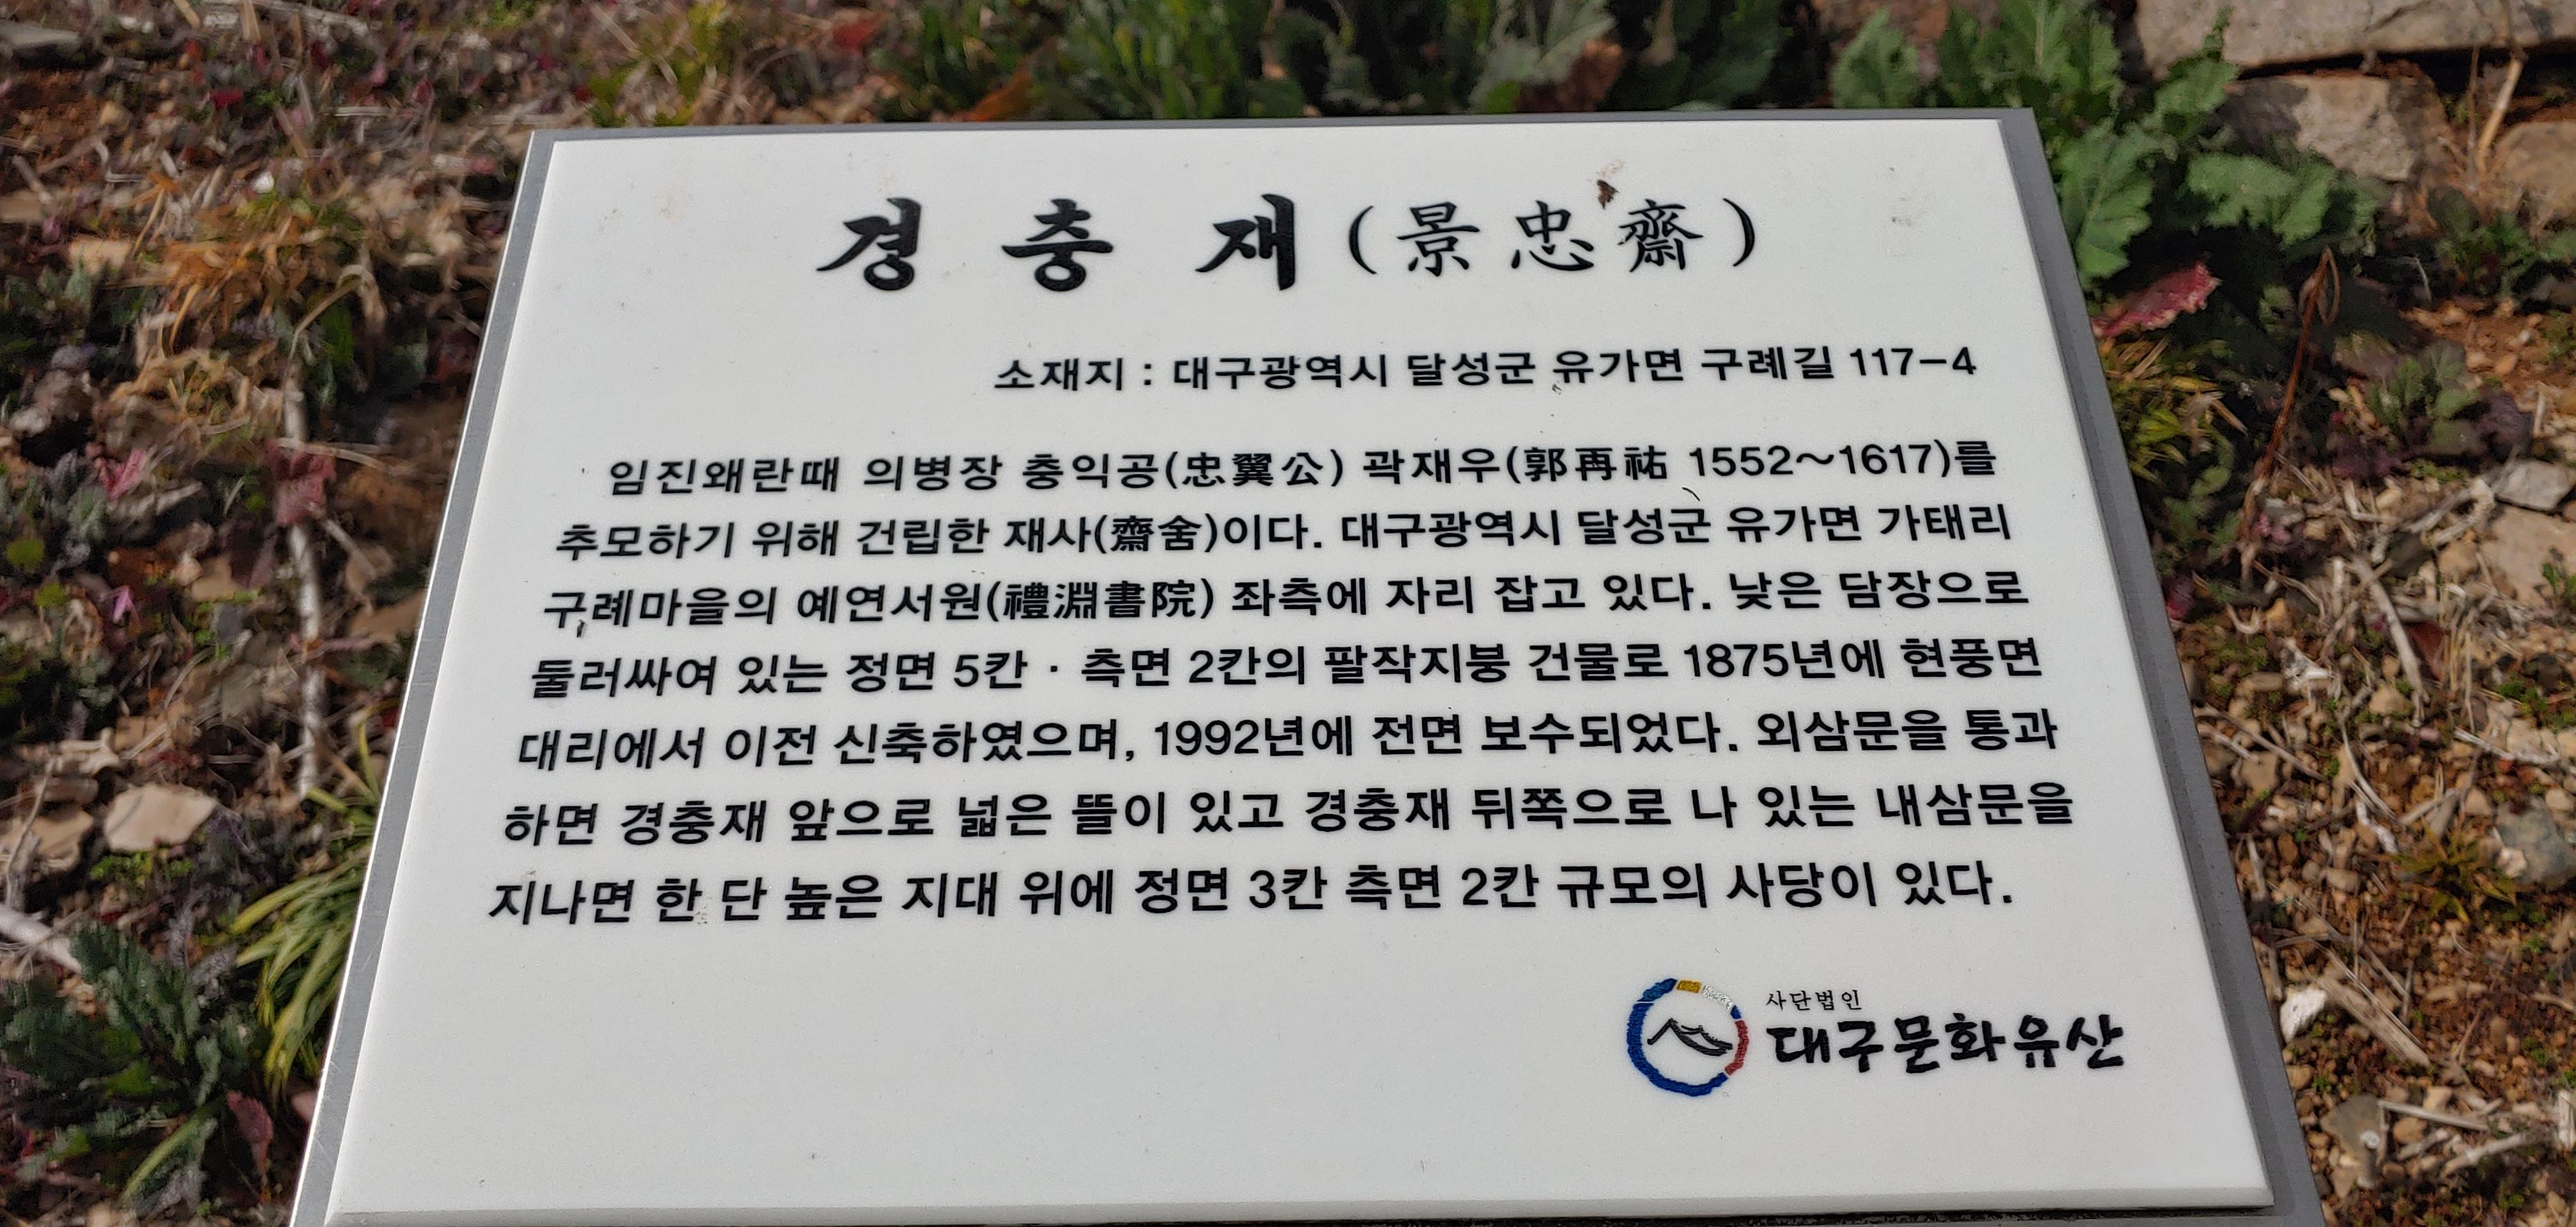 경 충 재(景忠齋)
소재지 : 대구광역시 달성군 유가면 구례길 117-4
임진왜란때 의병장 충익공(忠翼公) 곽재우(郭再祐 1552~1617)를
추모하기 위해 건립한 재사(齋舍)이다. 대구광역시 달성군 유가면 가태리
구례마을의 예연서원(禮淵書院) 좌측에 자리 잡고 있다. 낮은 담장으로
둘러싸여 있는 정면 5칸 · 측면 2칸의 팔작지붕 건물로 1875년에 현풍면
대리에서 이전 신축하였으며, 1992년에 전면 보수되었다. 외삼문을 통과
하면 경충재 앞으로 넓은 뜰이 있고 경충재 뒤쪽으로 나 있는 내삼문을
지나면 한 단 높은 지대 위에 정면 3칸 측면 2칸 규모의 사당이 있다.
사단법인
대구문화유산